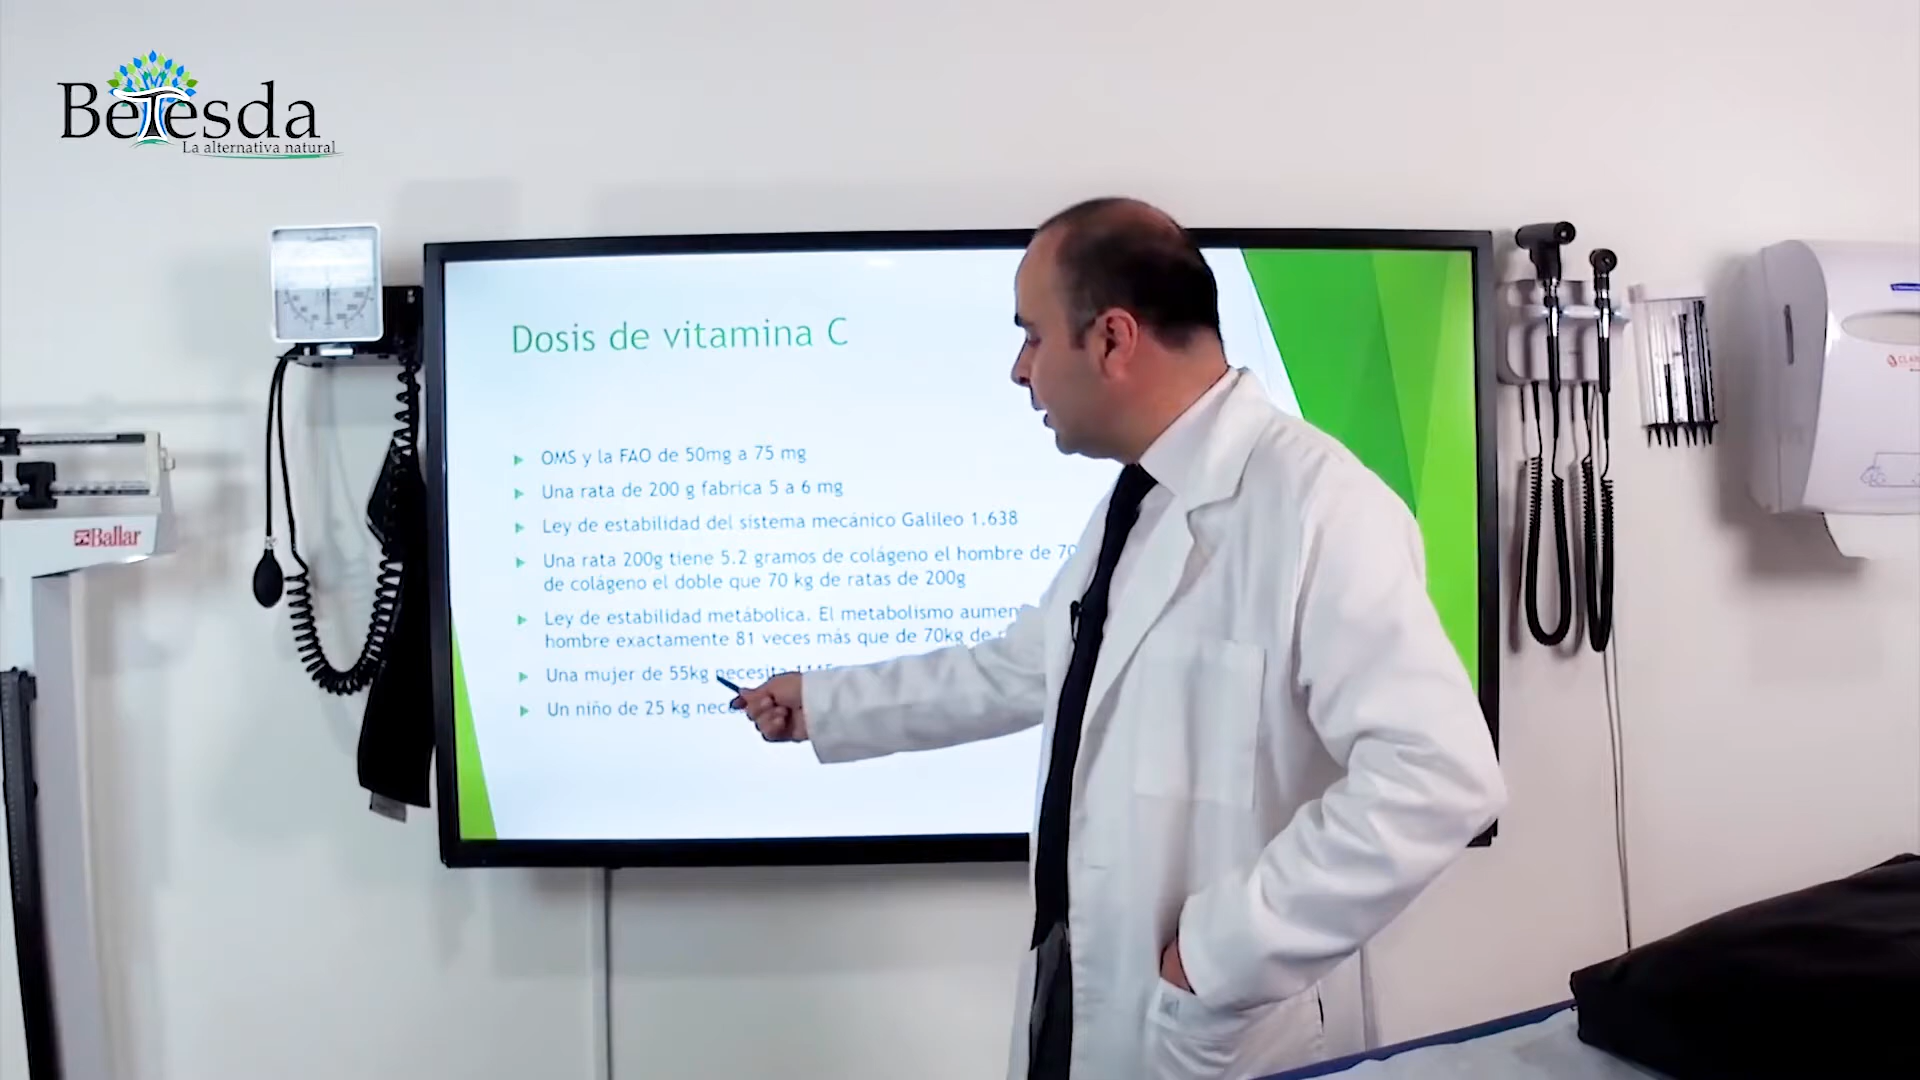 Betesda
La alternativa natural
Dosis de vitamina C
OMS y la FAO de 50mg a 75 mg
Una rata de 200 g fabrica 5 a 6 mg
Ley de estabilidad del sistema mecánico Galileo 1.638
Una rata 200g tiene 5.2 gramos de colágeno el hombre de 70
de colágeno el doble que 70 kg de ratas de 200g
Ley de estabilidad metábolica. El metabolismo aumen
hombre exactamente 81 veces más que de 70kg de
Una mujer de 55kg necesita
Un niño de 25 kg nece
Ballar